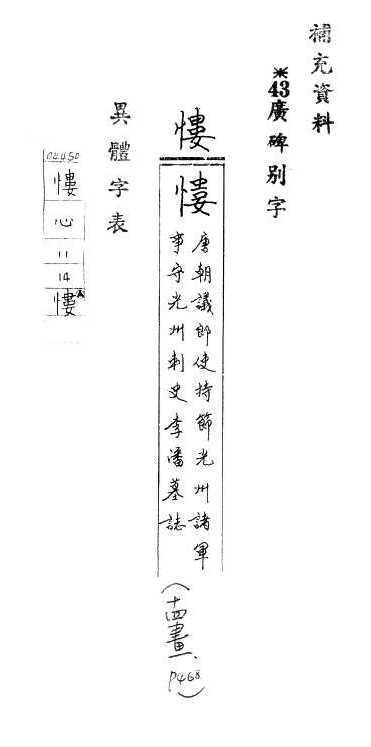 補充資料
※43廣碑別字
慺
慺
唐朝議郎使持節光州諸軍
事守光州刺史李潘墓誌
(十四畫、P468)
異體字表
04450
慺
心
11
14
慺